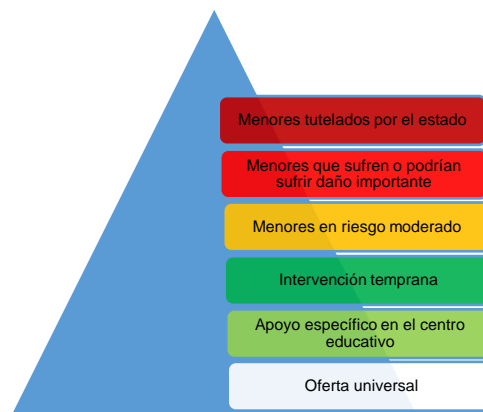 Menores tutelados por el estado
Menores que sufren o podrían
sufrir daño importante
Menores en riesgo moderado
Intervención temprana
Apoyo específico en el centro
educativo
Oferta universal